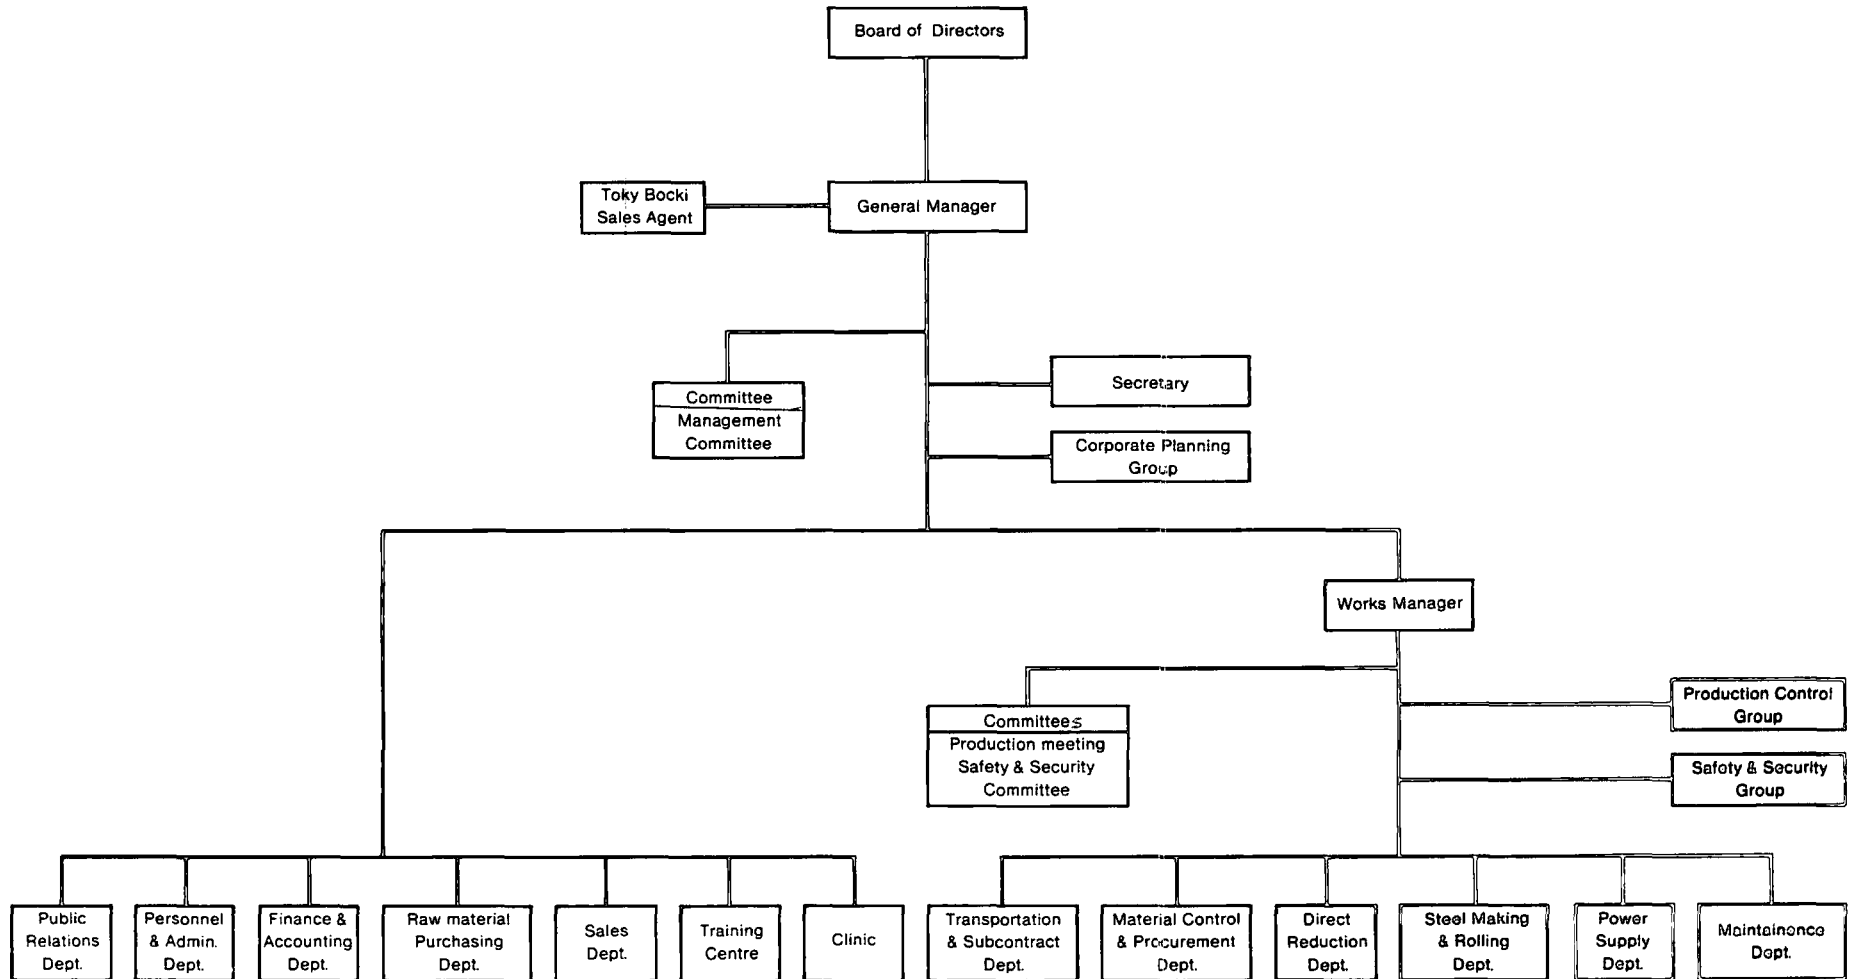 Board of Directors
Toky Bocki
Sales Agent
General Manager
Committee
Management
Committee
Secretary
Corporate Planning
Group
Works Manager
Committees
Production meeting
Safety & Security
Committee
Production Control
Group
Safety & Security
Group
Public
Relations
Dept.
Personnel
& Admin.
Dept.
Finance &
Accounting
Dept.
Raw material
Purchasing
Dept.
Sales
Dept.
Training
Centre
Clinic
Transportation
& Subcontract
Dept.
Material Control
& Procurement
Dept.
Direct
Reduction
Dept.
Steel Making
& Rolling
Dept.
Power
Supply
Dept.
Maintainence
Dept.